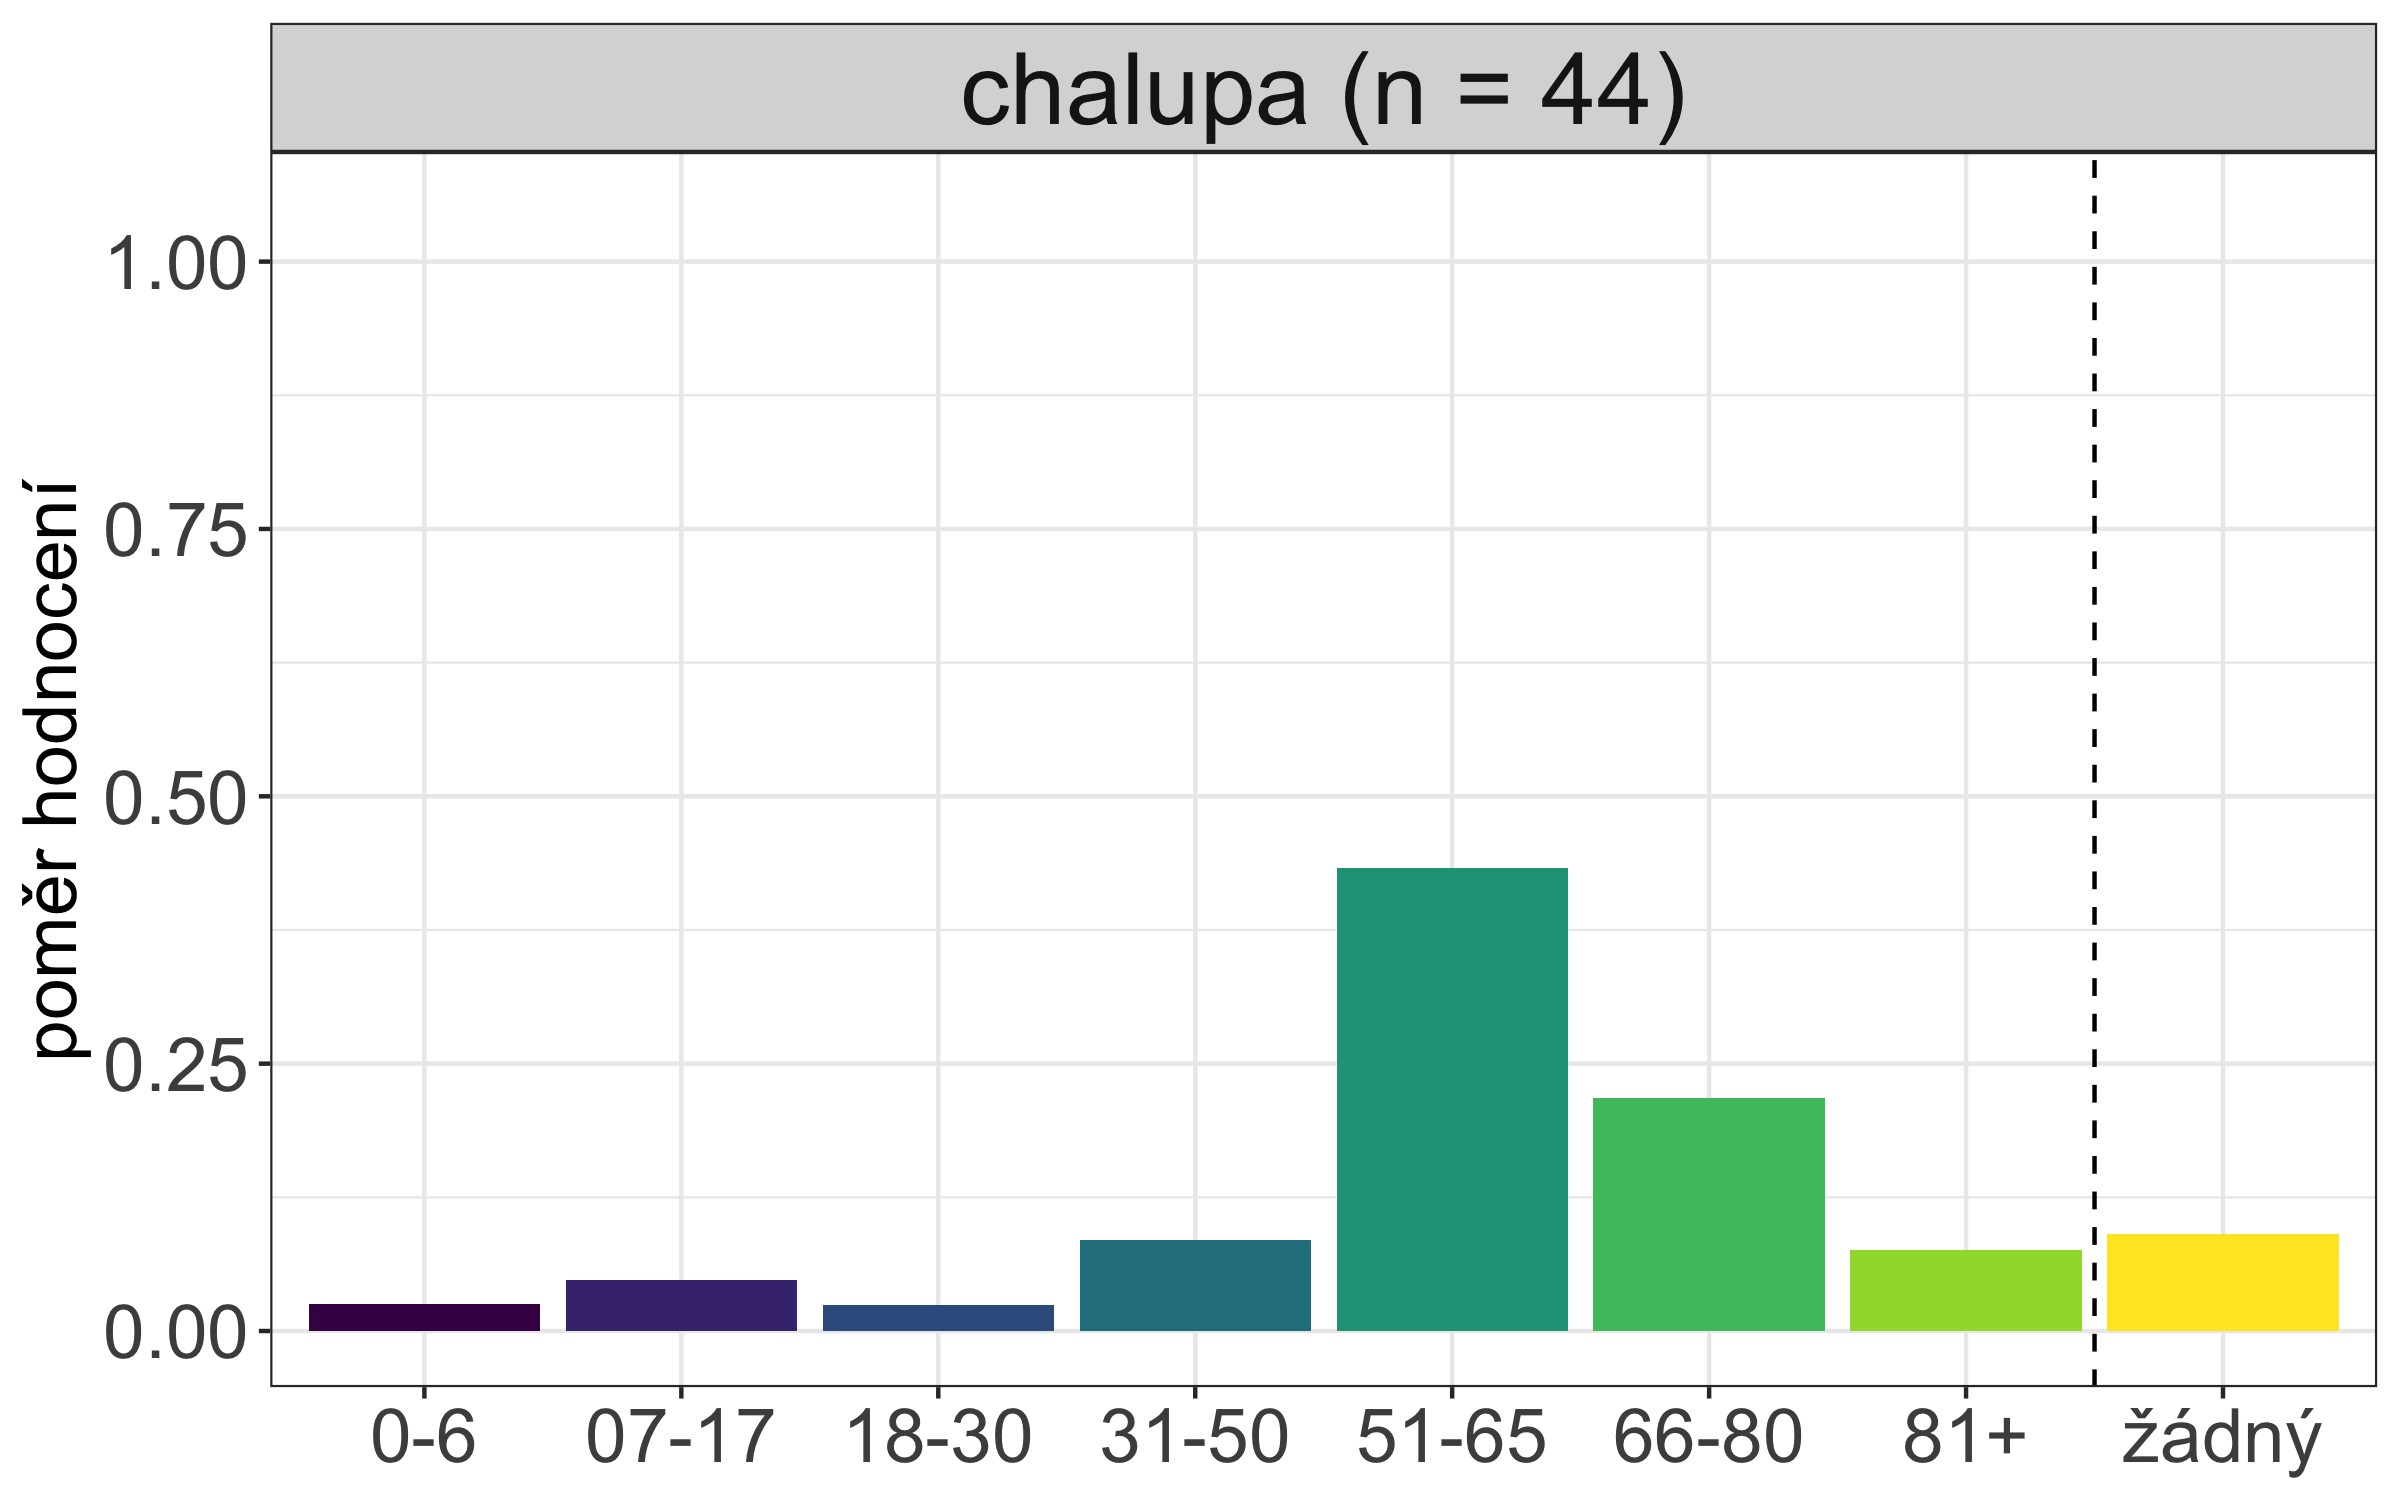 chalupa (n = 44)
poměr hodnocení
1.00
0.75
0.50
0.25
0.00
0-6 07-17 18-30 31-50 51-65 66-80 81+ žádný